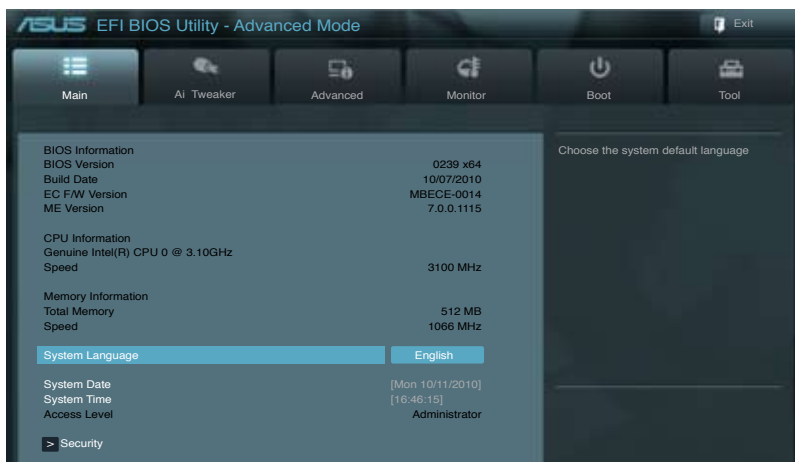 ASUS EFI BIOS Utility - Advanced Mode Exit
Main Ai Tweaker Advanced Monitor Boot Tool
BIOS Information
BIOS Version 0239 x64
Build Date 10/07/2010
EC F/W Version MBECE-0014
ME Version 7.0.0.1115
CPU Information
Genuine Intel(R) CPU 0 @ 3.10GHz
Speed 3100 MHz
Memory Information
Total Memory 512 MB
Speed 1066 MHz
System Language English
System Date [Mon 10/11/2010]
System Time [16:46:15]
Access Level Administrator
> Security
Choose the system default language